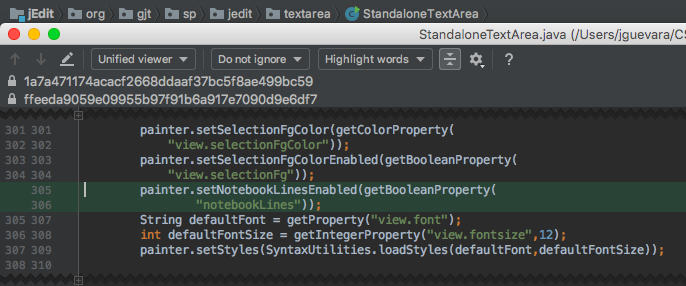 jEdit org gjt sp jedit textarea StandaloneTextArea
StandaloneTextArea.java (/Users/jguevara/CS
Unified viewer Do not ignore Highlight words ?
1a7a471174acacf2668ddaaf37bc5f8ae499bc59
ffeeda9059e09955b97f91b6a917e7090d9e6df7
301 301 painter.setSelectionFgColor(getColorProperty(
302 302 "view.selectionFgColor"));
303 303 painter.setSelectionFgColorEnabled(getBooleanProperty(
304 304 "view.selectionFg"));
305 painter.setNotebookLinesEnabled(getBooleanProperty(
306 "notebookLines"));
305 307 String defaultFont = getProperty("view.font");
306 308 int defaultFontSize = getIntegerProperty("view.fontsize",12);
307 309 painter.setStyles(SyntaxUtilities.loadStyles(defaultFont,defaultFontSize));
308 310